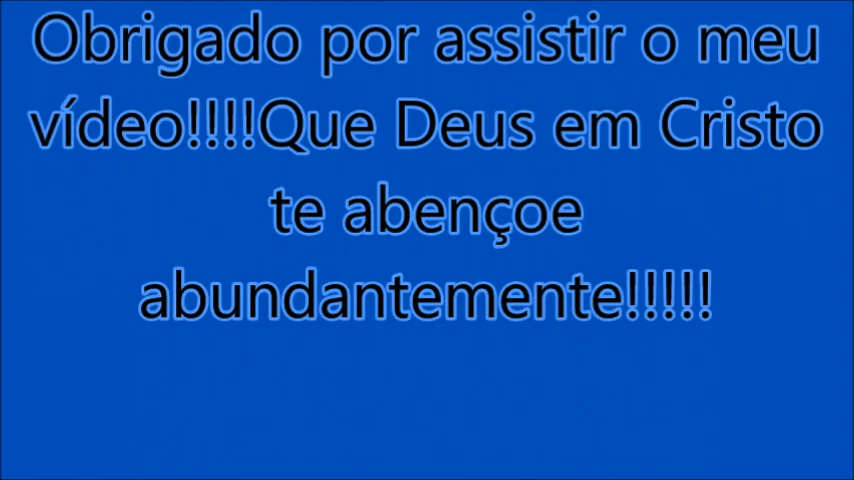 Obrigado por assistir o meu
vídeo!!!!Que Deus em Cristo
te abençoe
abundantemente!!!!!